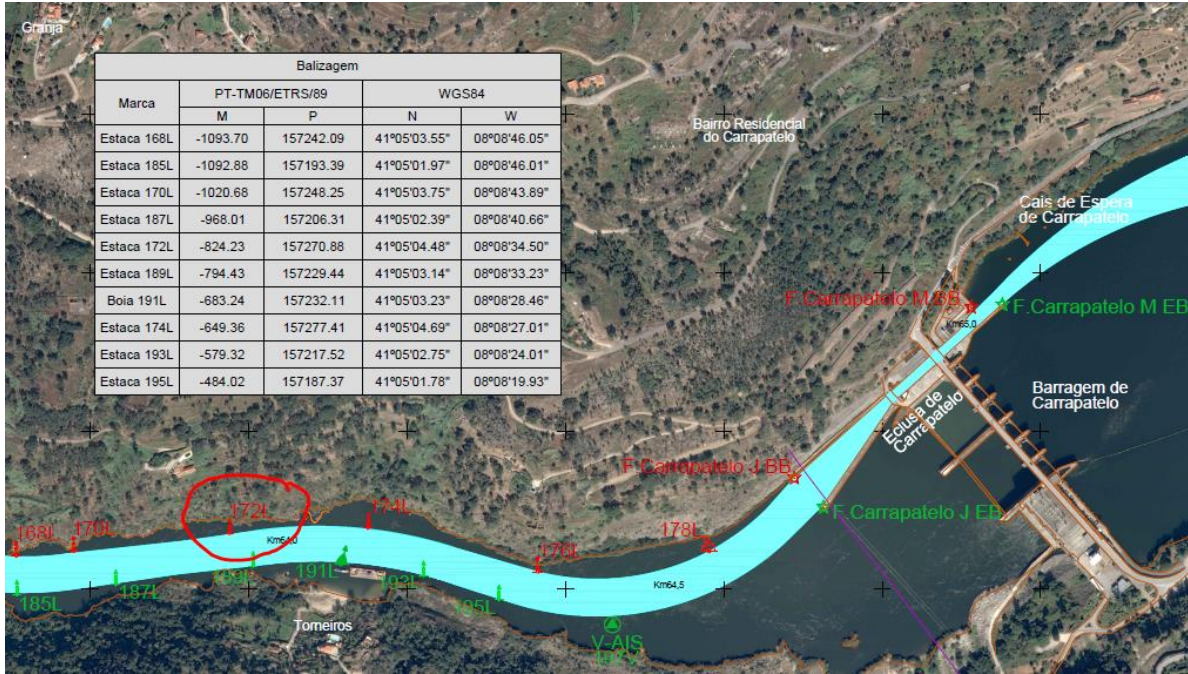 Granja
Balizagem
Marca PT-TM06/ETRS/89 WGS84
M P N W
Estaca 168L -1093.70 157242.09 41º05'03.55" 08º08'46.05"
Estaca 185L -1092.88 157193.39 41º05'01.97" 08º08'46.01"
Estaca 170L -1020.68 157248.25 41º05'03.75" 08º08'43.89"
Estaca 187L -968.01 157206.31 41º05'02.39" 08º08'40.66"
Estaca 172L -824.23 157270.88 41º05'04.48" 08º08'34.50"
Estaca 189L -794.43 157229.44 41º05'03.14" 08º08'33.23"
Boia 191L -683.24 157232.11 41º05'03.23" 08º08'28.46"
Estaca 174L -649.36 157277.41 41º05'04.69" 08º08'27.01"
Estaca 193L -579.32 157217.52 41º05'02.75" 08º08'24.01"
Estaca 195L -484.02 157187.37 41º05'01.78" 08º08'19.93"
Bairro Residencial
do Carrapatelo
Cais de Espera
de Carrapatelo
F.Carrapatelo M BB
F.Carrapatelo M EB
Km65,0
Barragem de
Carrapatelo
Eclusa de
Carrapatelo
F.Carrapatelo J BB
F.Carrapatelo J EB
168L
170L
172L
174L
176L
178L
Km64,0
Km64,5
185L
187L
189L
191L
193L
195L
Torneiros
V-AIS
197V